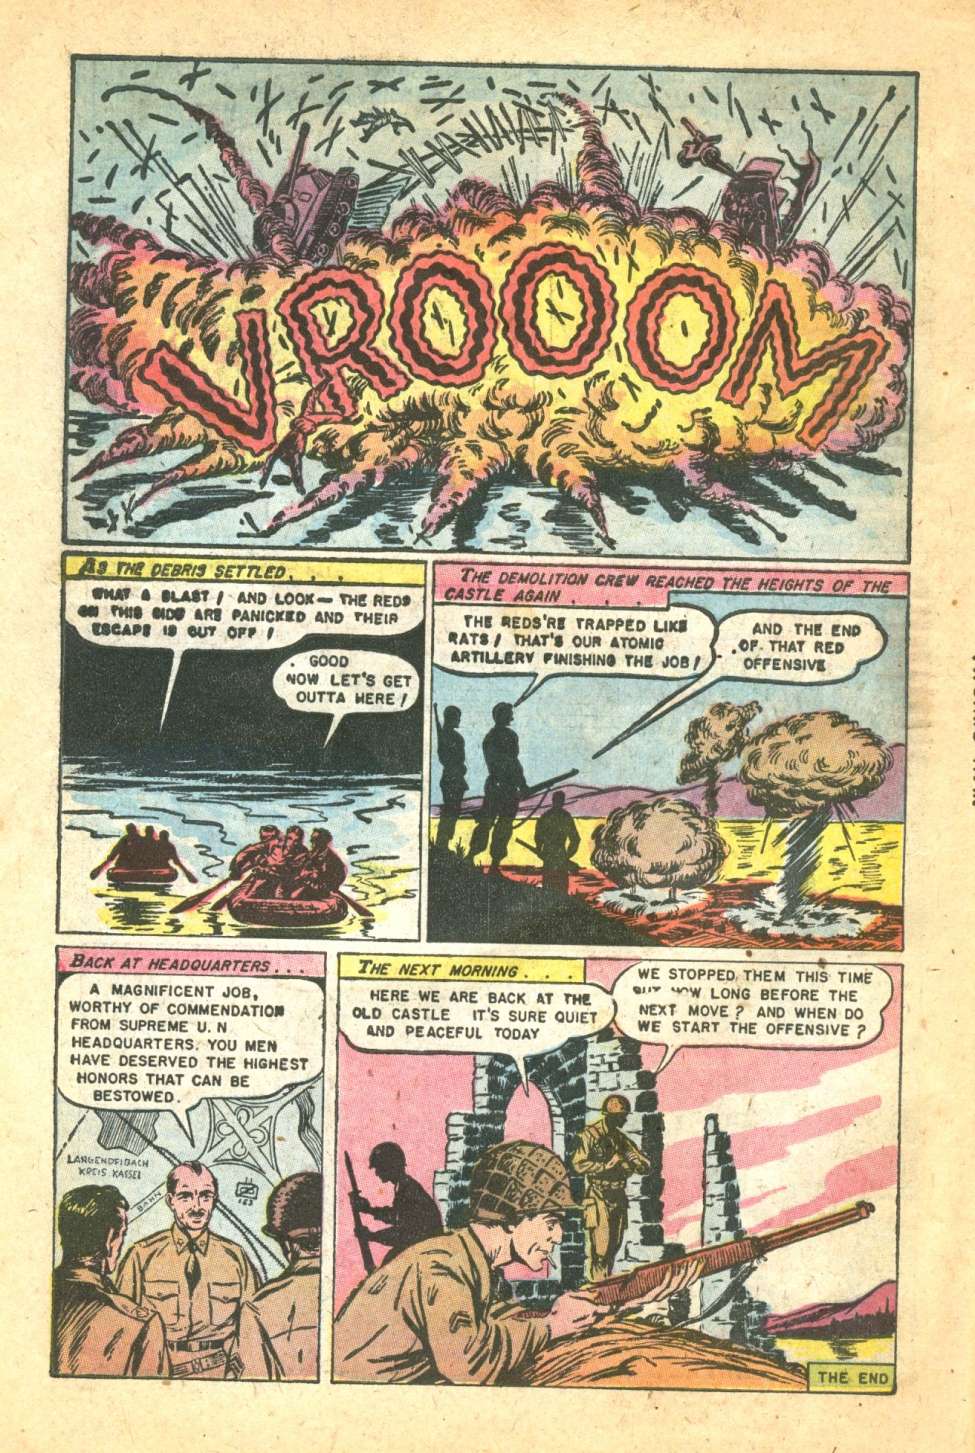 VROOOM
AS THE DEBRIS SETTLED . . .
WHAT A BLAST! AND LOOK— THE REDS
ON THIS SIDE ARE PANICKED AND THEIR
ESCAPE IS CUT OFF!
GOOD
NOW LET'S GET
OUTTA HERE!
THE DEMOLITION CREW REACHED THE HEIGHTS OF THE
CASTLE AGAIN . . . .
THE REDS'RE TRAPPED LIKE
RATS! THAT'S OUR ATOMIC
ARTILLERY FINISHING THE JOB!
AND THE END
OF THAT RED
OFFENSIVE
BACK AT HEADQUARTERS . . .
A MAGNIFICENT JOB,
WORTHY OF COMMENDATION
FROM SUPREME U. N
HEADQUARTERS. YOU MEN
HAVE DESERVED THE HIGHEST
HONORS THAT CAN BE
BESTOWED.
LANGENDEIBACH
KREIS KASSEL
BAHN
THE NEXT MORNING . . . .
HERE WE ARE BACK AT THE
OLD CASTLE IT'S SURE QUIET
AND PEACEFUL TODAY
WE STOPPED THEM THIS TIME
BUT HOW LONG BEFORE THE
NEXT MOVE? AND WHEN DO
WE START THE OFFENSIVE?
THE END